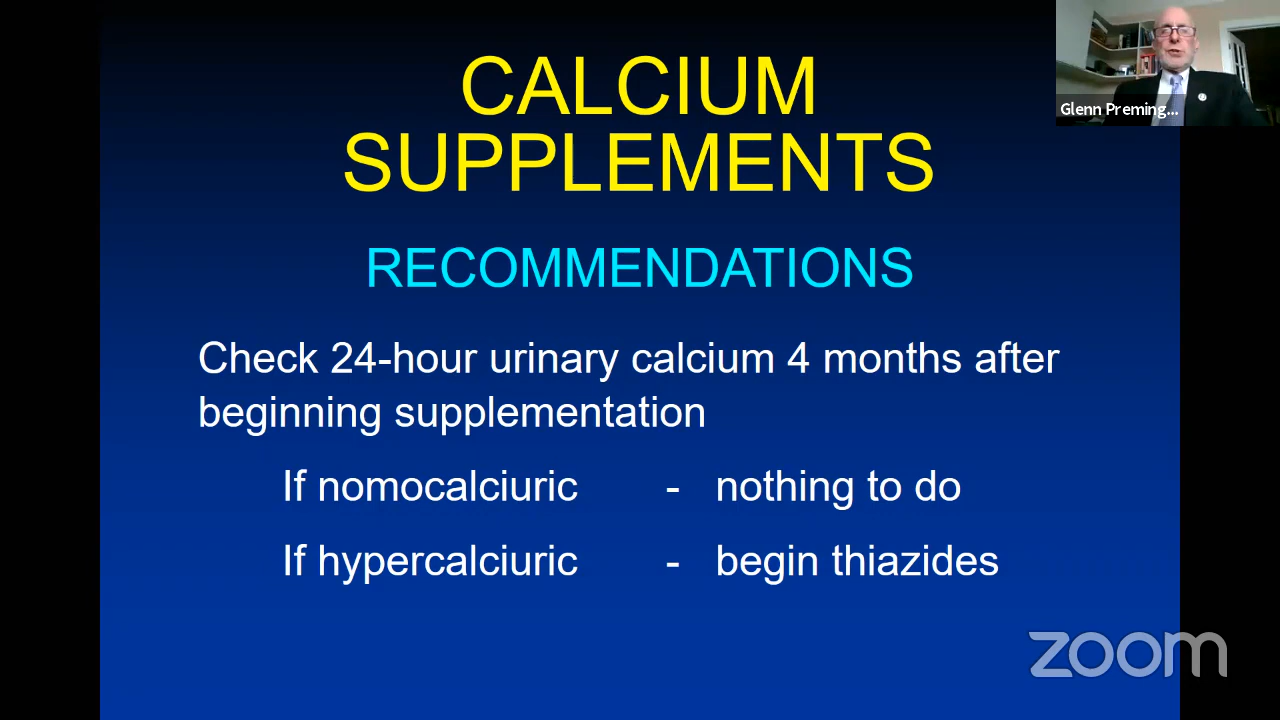 CALCIUM
SUPPLEMENTS
Glenn Preming...
RECOMMENDATIONS
Check 24-hour urinary calcium 4 months after
beginning supplementation
If nomocalciuric - nothing to do
If hypercalciuric - begin thiazides
zoom